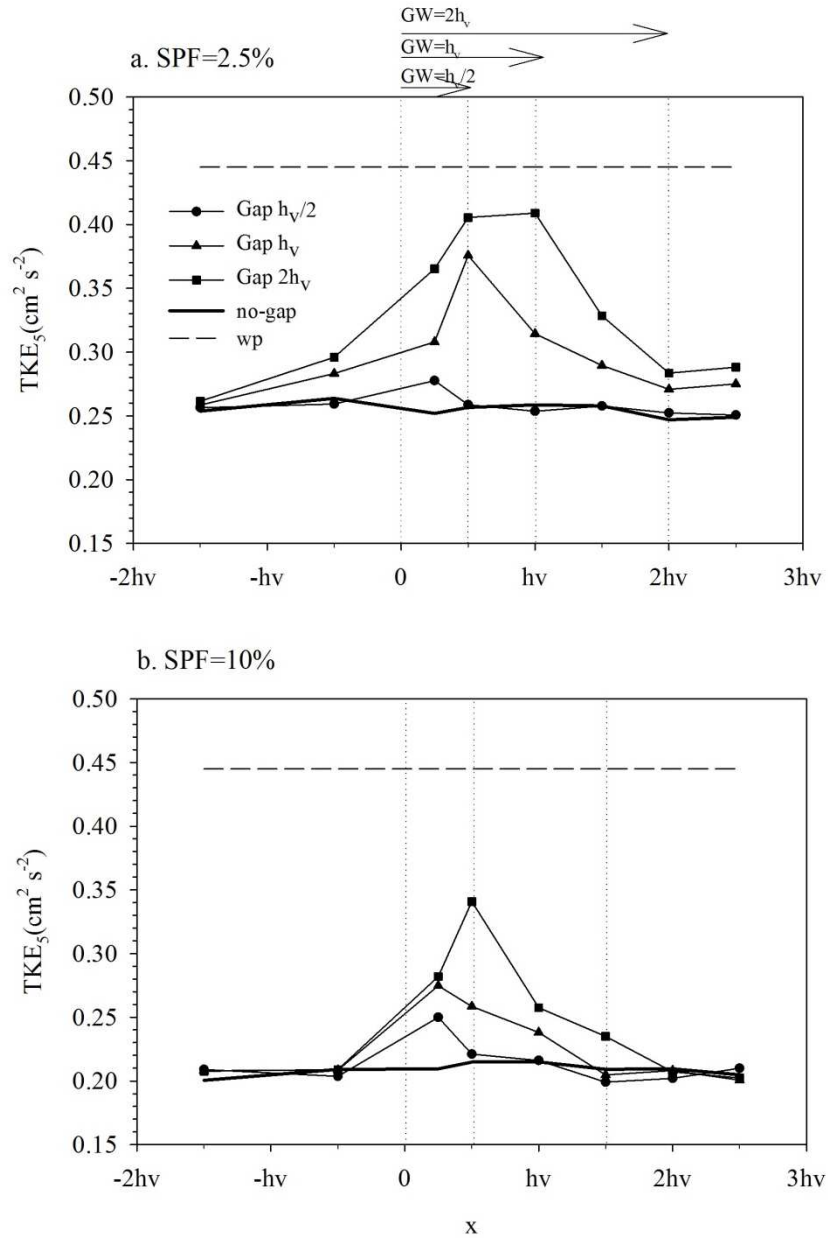 GW=2hv
a. SPF=2.5%
GW=hv
GW=hv/2
0.50
0.45
0.40
0.35
0.30
0.25
0.20
0.15
TKE5(cm² s⁻²)
Gap hV/2
Gap hV
Gap 2hV
no-gap
wp
-2hv -hv 0 hv 2hv 3hv
b. SPF=10%
0.50
0.45
0.40
0.35
0.30
0.25
0.20
0.15
TKE5(cm² s⁻²)
-2hv -hv 0 hv 2hv 3hv
x